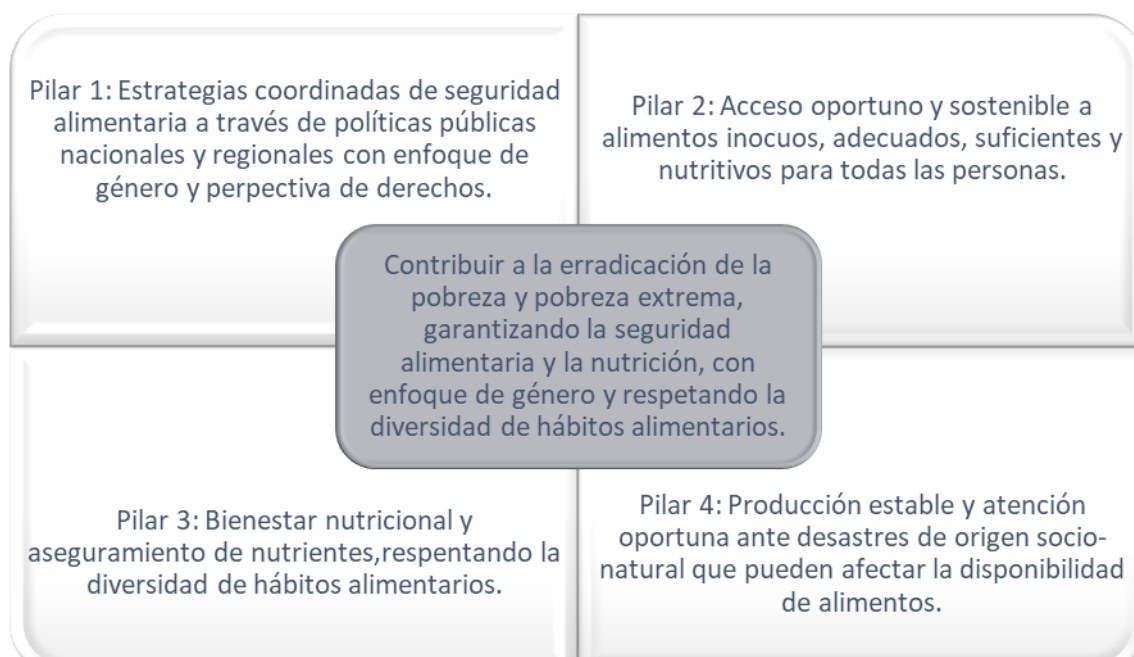 Pilar 1: Estrategias coordinadas de seguridad
alimentaria a través de políticas públicas
nacionales y regionales con enfoque de
género y perpectiva de derechos.
Pilar 2: Acceso oportuno y sostenible a
alimentos inocuos, adecuados, suficientes y
nutritivos para todas las personas.
Contribuir a la erradicación de la
pobreza y pobreza extrema,
garantizando la seguridad
alimentaria y la nutrición, con
enfoque de género y respetando la
diversidad de hábitos alimentarios.
Pilar 3: Bienestar nutricional y
aseguramiento de nutrientes,respentando la
diversidad de hábitos alimentarios.
Pilar 4: Producción estable y atención
oportuna ante desastres de origen socio-
natural que pueden afectar la disponibilidad
de alimentos.